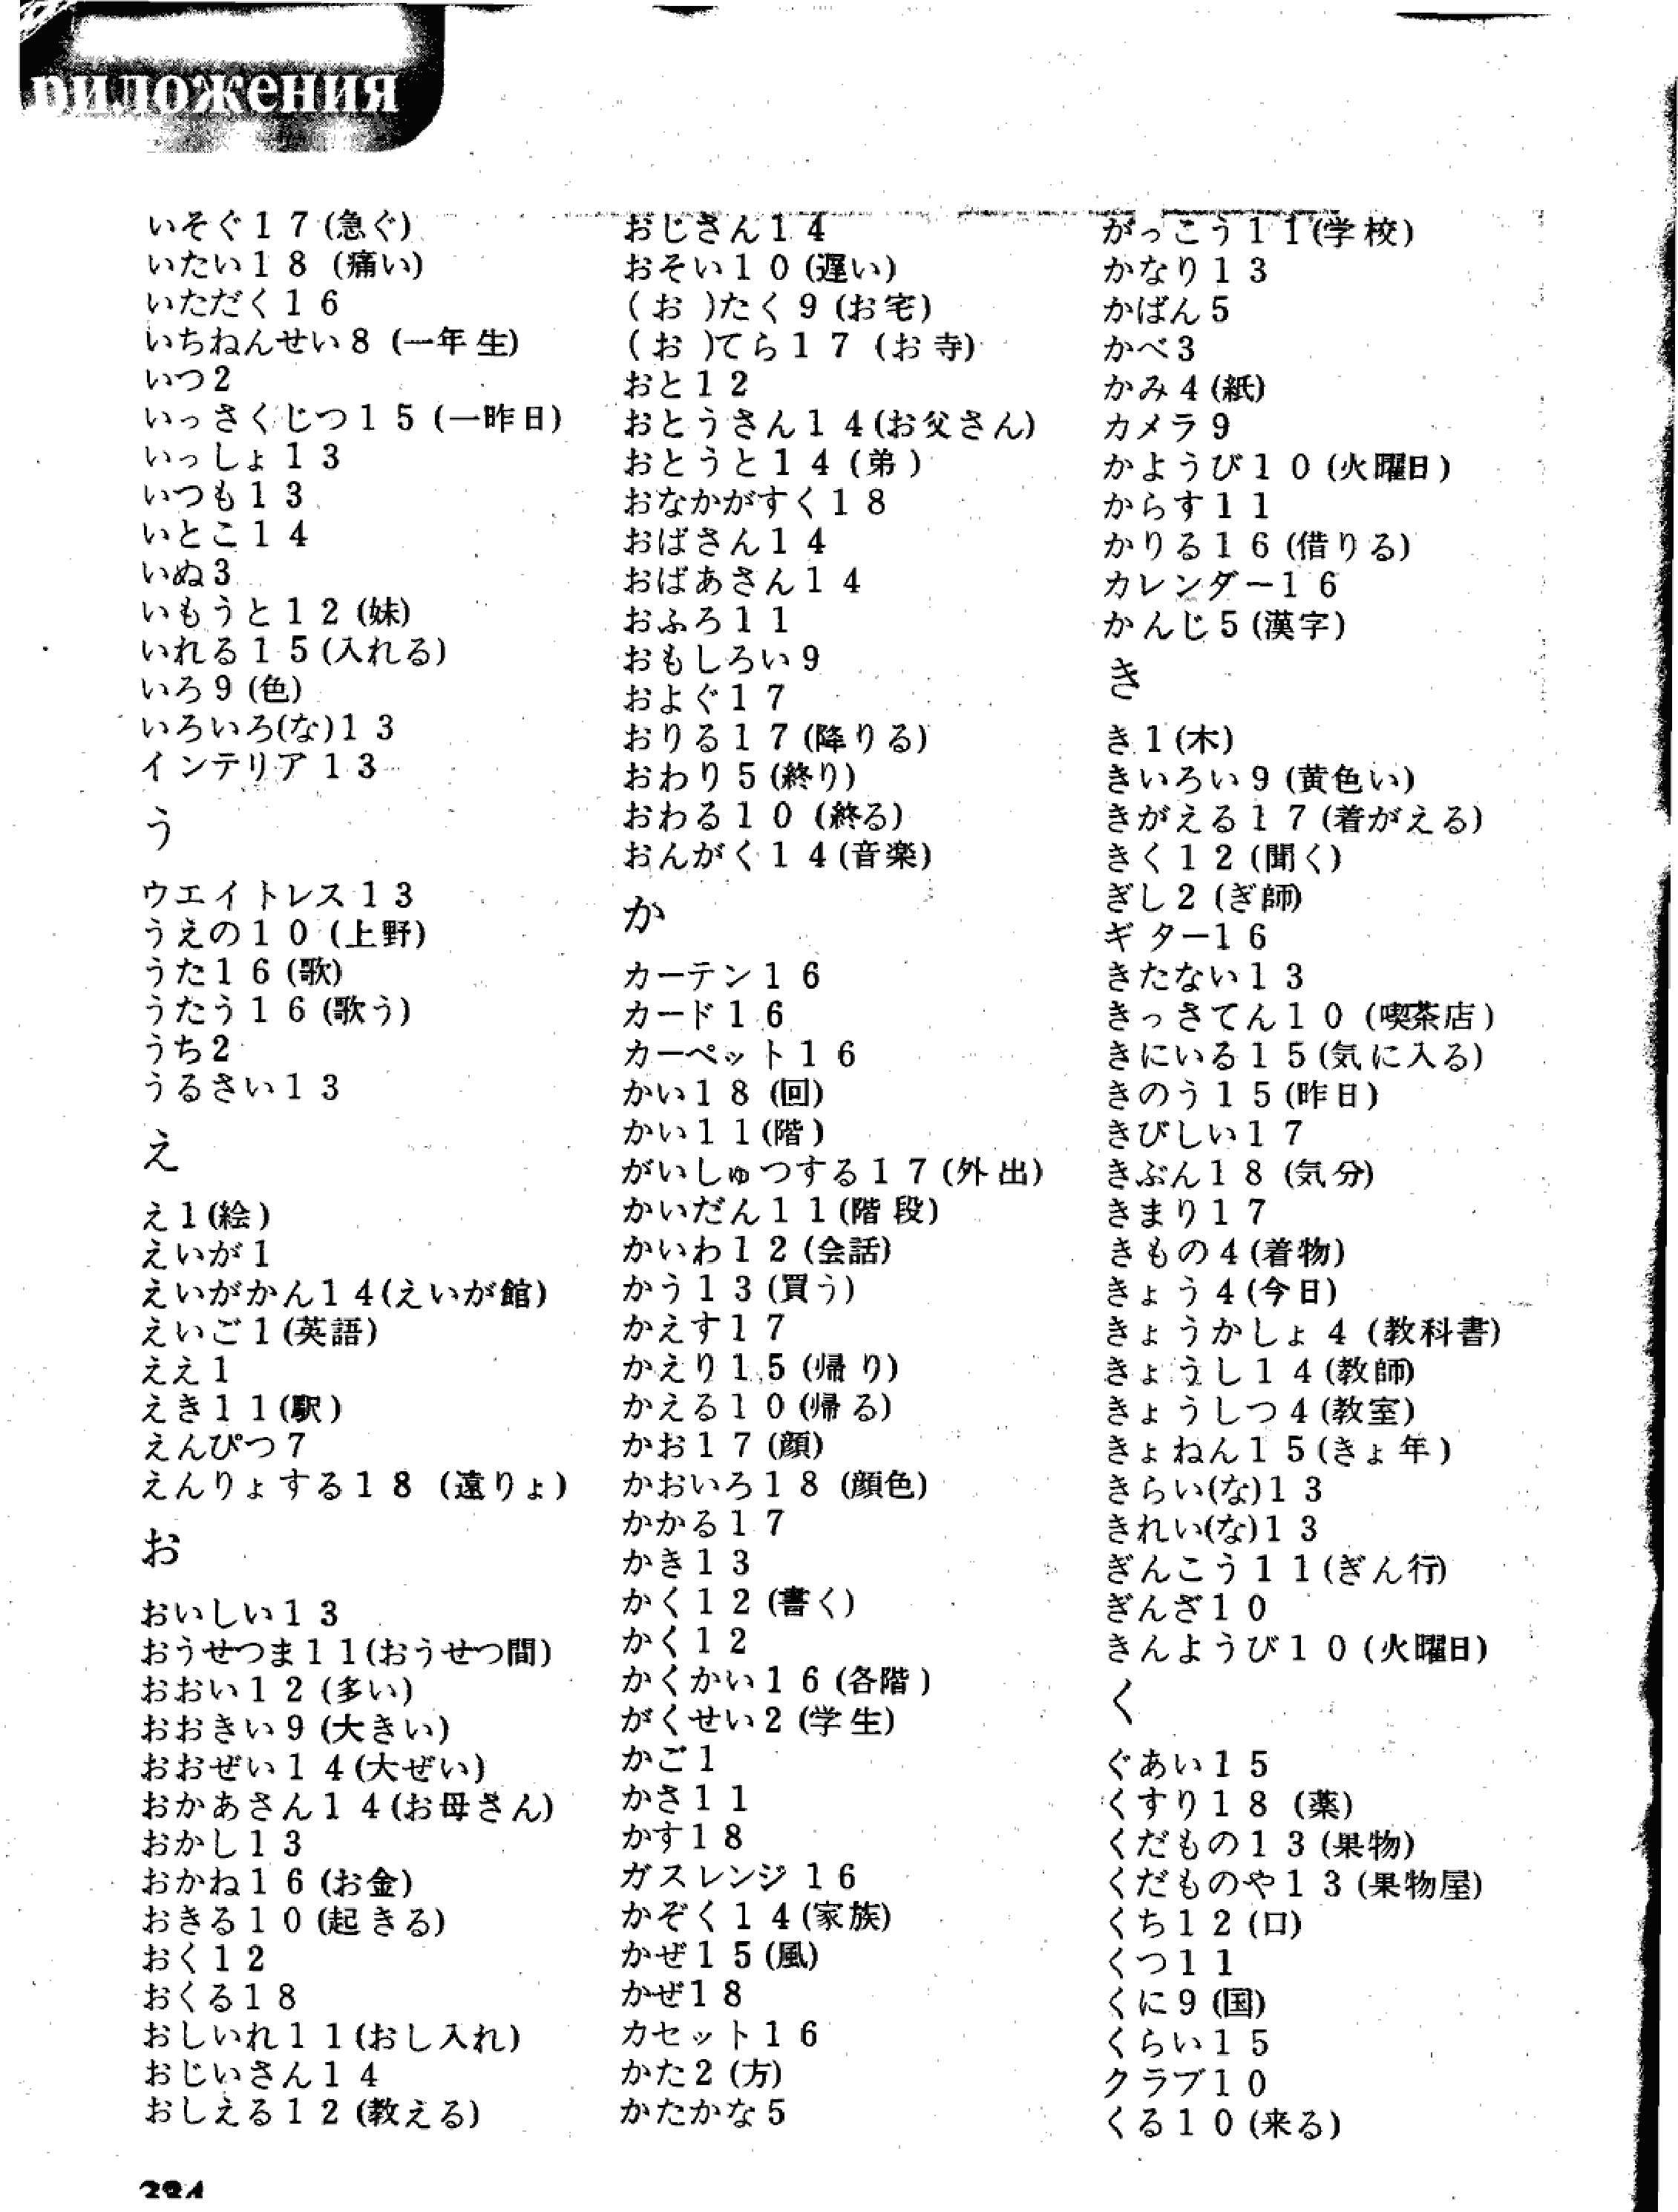 риложения
いそぐ17(急ぐ)
いたい18 (痛い)
いただく16
いちねんせい8 (一年生)
いつ2
いっさくじつ15 (一昨日)
いっしょ13
いつも13
いとこ14
いぬ3
いもうと12(妹)
いれる15(入れる)
いろ9(色)
いろいろ(な)13
インテリア13
う
ウエイトレス13
うえの10 (上野)
うた16(歌)
うたう16(歌う)
うち2
うるさい13
え
え1(絵)
えいが1
えいがかん14(えいが館)
えいご1(英語)
ええ1
えき11(駅)
えんぴつ7
えんりょする18 (遠りょ)
お
おいしい13
おうせつま11(おうせつ間)
おおい12(多い)
おおきい9(大きい)
おおぜい14(大ぜい)
おかあさん14(お母さん)
おかし13
おかね16(お金)
おきる10(起きる)
おく12
おくる18
おしいれ11(おし入れ)
おじいさん14
おしえる12(教える)
おじさん14
おそい10(遅い)
(お)たく9(お宅)
(お)てら17 (お寺)
おと12
おとうさん14(お父さん)
おとうと14(弟)
おなかがすく18
おばさん14
おばあさん14
おふろ11
おもしろい9
およぐ17
おりる17(降りる)
おわり5(終り)
おわる10 (終る)
おんがく14(音楽)
か
カーテン16
カード16
カーペット16
かい18 (回)
かい11(階)
がいしゅつする17(外出)
かいだん11(階段)
かいわ12(会話)
かう13(買う)
かえす17
かえり15(帰り)
かえる10(帰る)
かお17(顔)
かおいろ18(顔色)
かかる17
かき13
かく12(書く)
かく12
かくかい16(各階)
がくせい2(学生)
かご1
かさ11
かす18
ガスレンジ16
かぞく14(家族)
かぜ15(風)
かぜ18
カセット16
かた2(方)
かたかな5
がっこう11(学校)
かなり13
かばん5
かべ3
かみ4(紙)
カメラ9
かようび10(火曜日)
からす11
かりる16(借りる)
カレンダー16
かんじ5(漢字)
き
き1(木)
きいろい9(黄色い)
きがえる17(着がえる)
きく12(聞く)
ぎし2(ぎ師)
ギター16
きたない13
きっさてん10(喫茶店)
きにいる15(気に入る)
きのう15(昨日)
きびしい17
きぶん18(気分)
きまり17
きもの4(着物)
きょう4(今日)
きょうかしょ4(教科書)
きょうし14(教師)
きょうしつ4(教室)
きょねん15(きょ年)
きらい(な)13
きれい(な)13
ぎんこう11(ぎん行)
ぎんざ10
きんようび10(火曜日)
く
ぐあい15
くすり18 (薬)
くだもの13(果物)
くだものや13(果物屋)
くち12(口)
くつ11
くに9(国)
くらい15
クラブ10
くる10(来る)
224